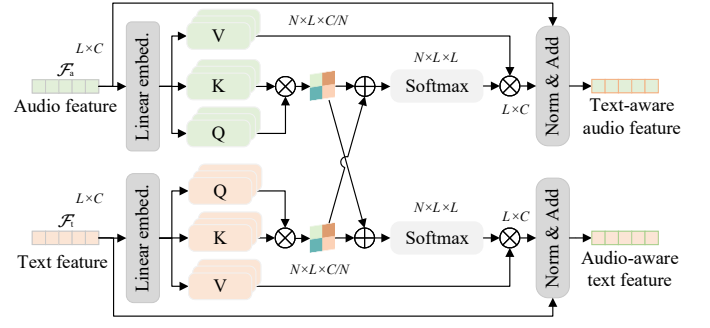 L×C
N×L×C/N
V
N×L×L
ℱa
Audio feature
Linear embed.
K
Q
Softmax
L×C
Norm & Add
Text-aware
audio feature
L×C
ℱt
Text feature
Linear embed.
Q
K
V
N×L×C/N
N×L×L
Softmax
L×C
Norm & Add
Audio-aware
text feature